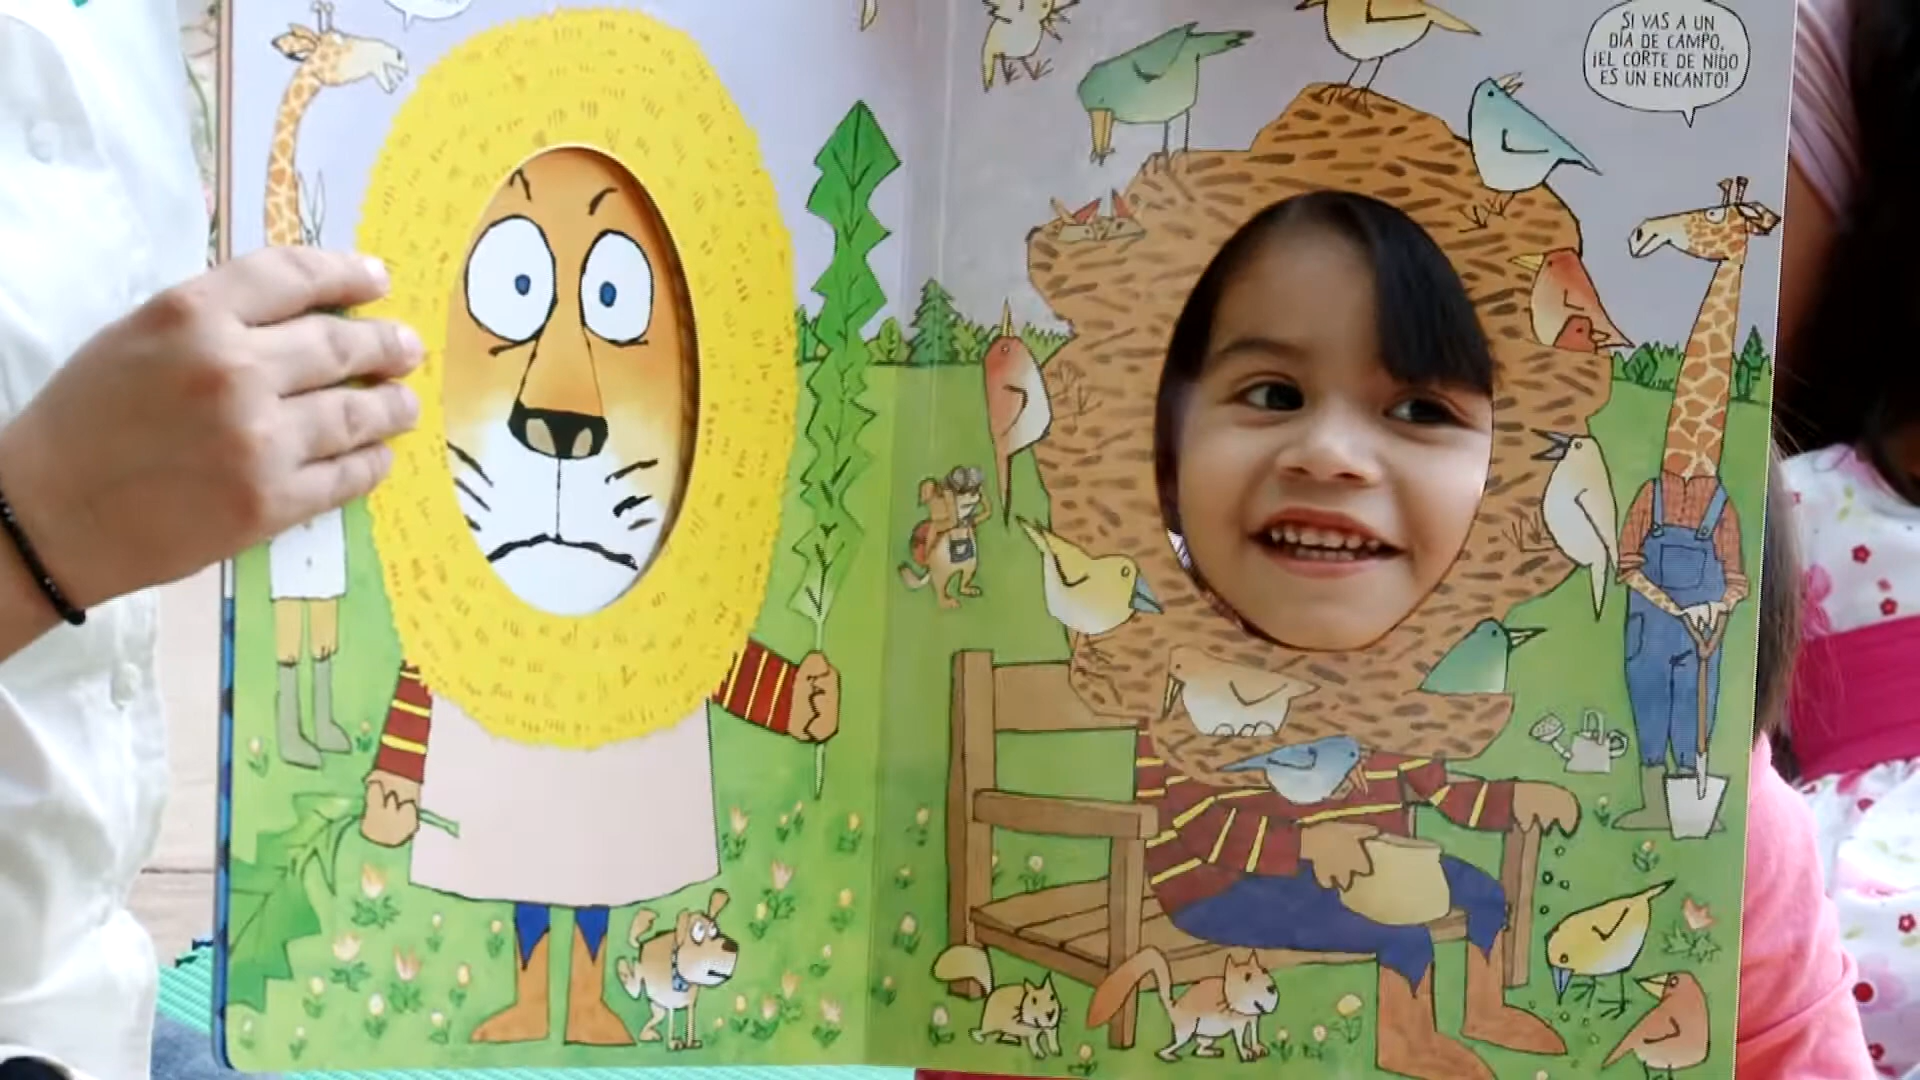 SI VAS A UN
DÍA DE CAMPO,
¡EL CORTE DE NIDO
ES UN ENCANTO!